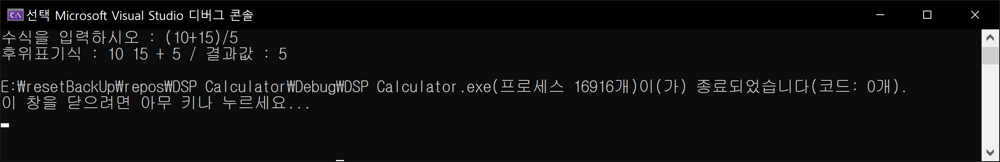 선택 Microsoft Visual Studio 디버그 콘솔
수식을 입력하시오 : (10+15)/5
후위표기식 : 10 15 + 5 / 결과값 : 5
E:₩resetBackUp₩repos₩DSP Calculator₩Debug₩DSP Calculator.exe(프로세스 16916개)이(가) 종료되었습니다(코드: 0개).
이 창을 닫으려면 아무 키나 누르세요...